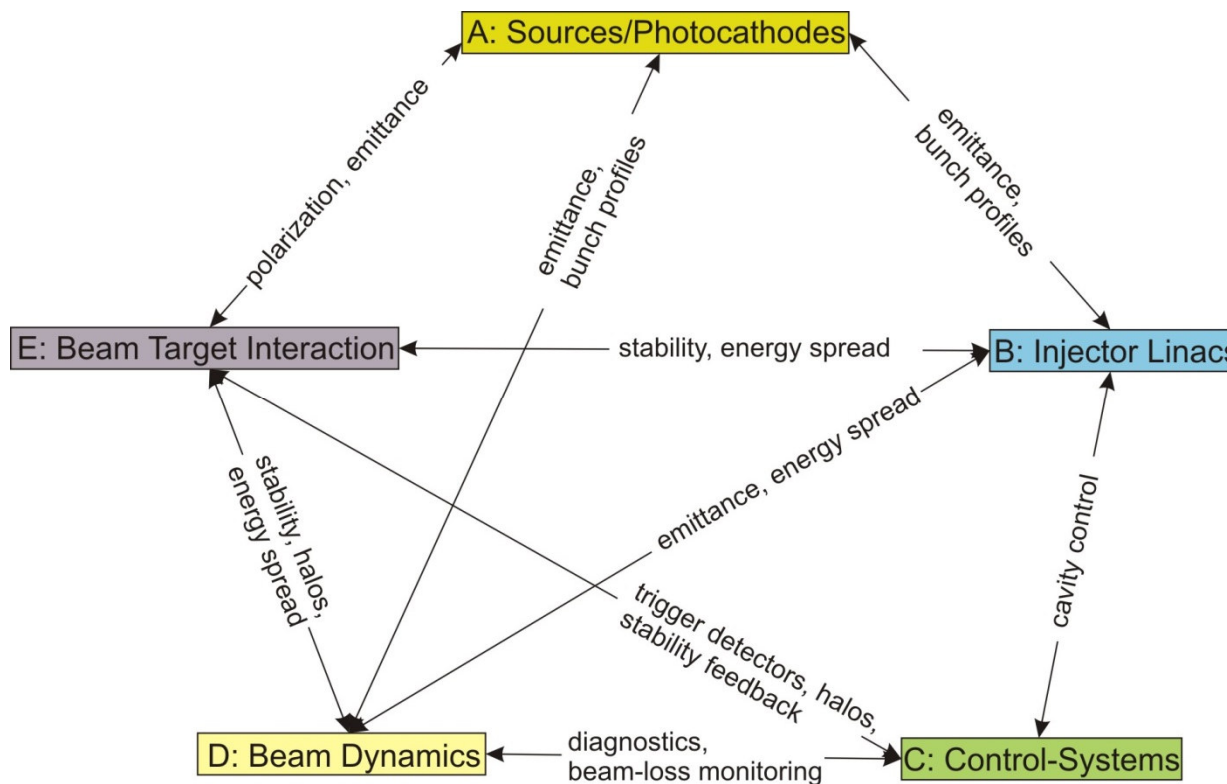 A: Sources/Photocathodes
polarization, emittance
emittance,
bunch profiles
emittance,
bunch profiles
E: Beam Target Interaction
stability, energy spread
B: Injector Linacs
stability, halos,
energy spread
emittance, energy spread
cavity control
trigger detectors, halos,
stability feedback
D: Beam Dynamics
diagnostics,
beam-loss monitoring
C: Control-Systems